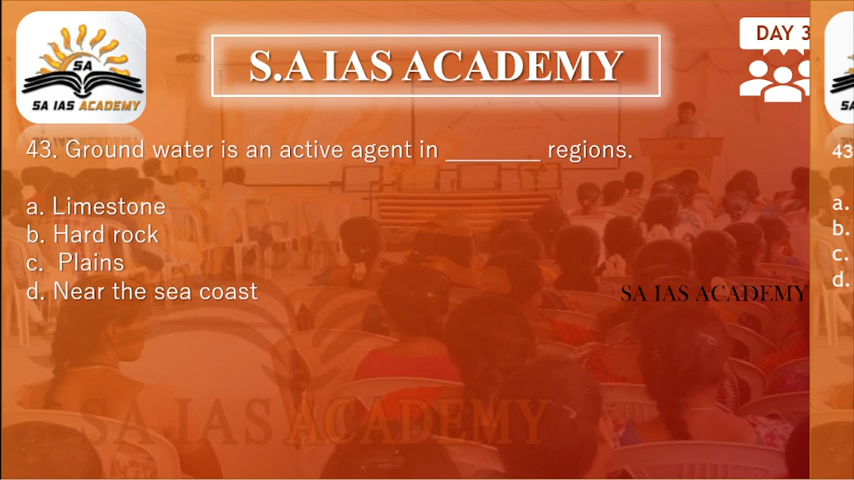 SA
SA IAS ACADEMY
S.A IAS ACADEMY
DAY 3
43. Ground water is an active agent in ________ regions.
a. Limestone
b. Hard rock
c. Plains
d. Near the sea coast
SA IAS ACADEMY
SA IAS ACADEMY
43
a.
b.
c.
d.